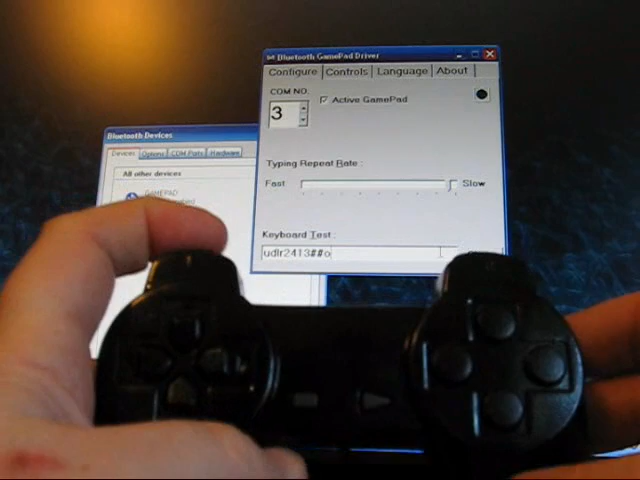 Bluetooth GamePad Driver
Configure Controls Language About
COM NO.
3
Active GamePad
Typing Repeat Rate :
Fast
Slow
Keyboard Test :
udlr2413##o
Bluetooth Devices
Devices Options COM Ports Hardware
All other devices
GAMEPAD